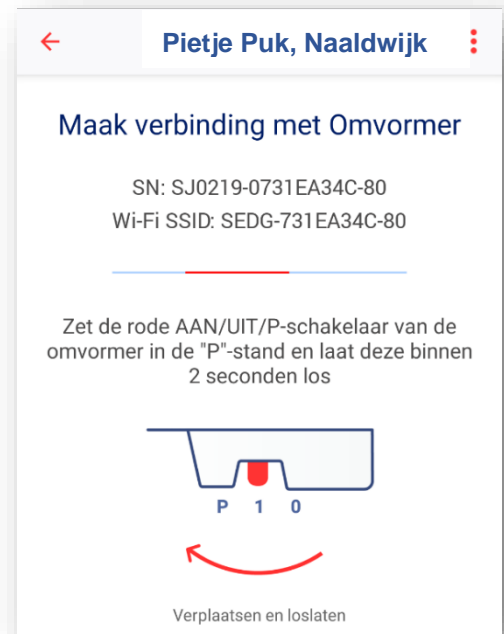 Pietje Puk, Naaldwijk
Maak verbinding met Omvormer
SN: SJ0219-0731EA34C-80
Wi-Fi SSID: SEDG-731EA34C-80
Zet de rode AAN/UIT/P-schakelaar van de
omvormer in de "P"-stand en laat deze binnen
2 seconden los
P 1 0
Verplaatsen en loslaten